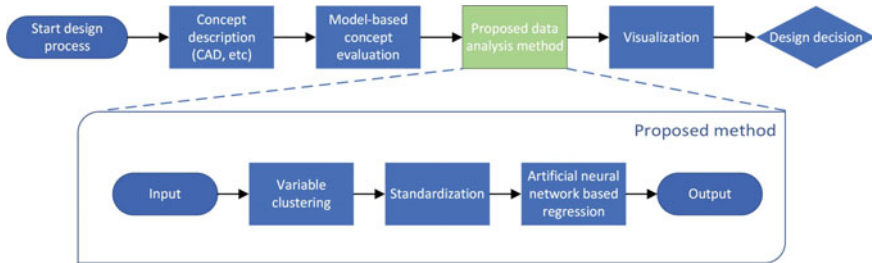 Start design
process
Concept
description
(CAD, etc)
Model-based
concept
evaluation
Proposed data
analysis method
Visualization
Design decision
Proposed method
Input
Variable
clustering
Standardization
Artificial neural
network based
regression
Output